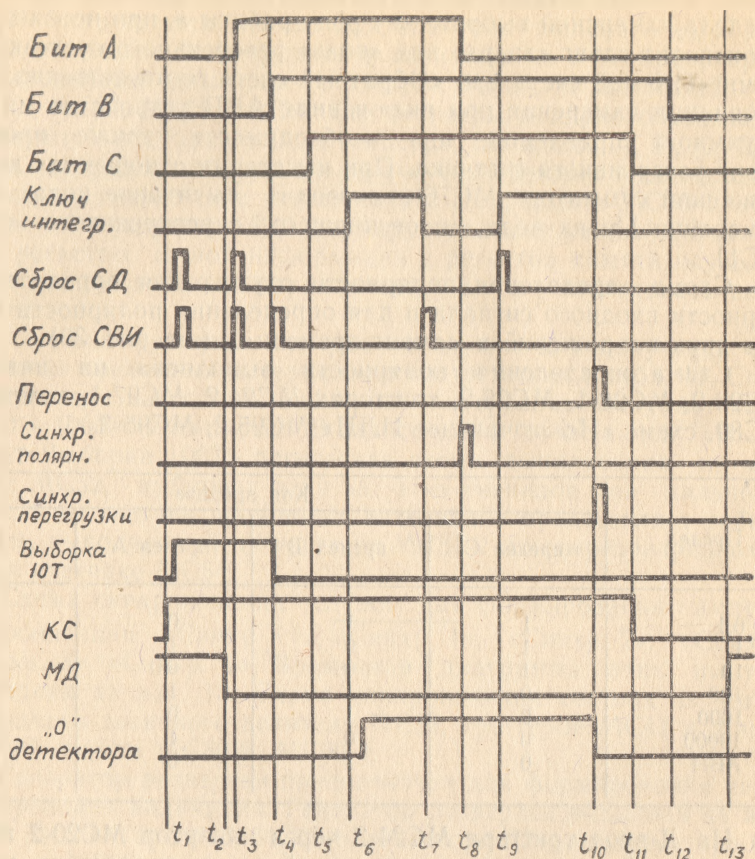 Бит А
Бит В
Бит С
Ключ
интегр.
Сброс СД
Сброс СВИ
Перенос
Синхр.
полярн.
Синхр.
перегрузки
Выборка
10Т
КС
МД
„0"
детектора
t₁ t₂ t₃ t₄ t₅ t₆ t₇ t₈ t₉ t₁₀ t₁₁ t₁₂ t₁₃